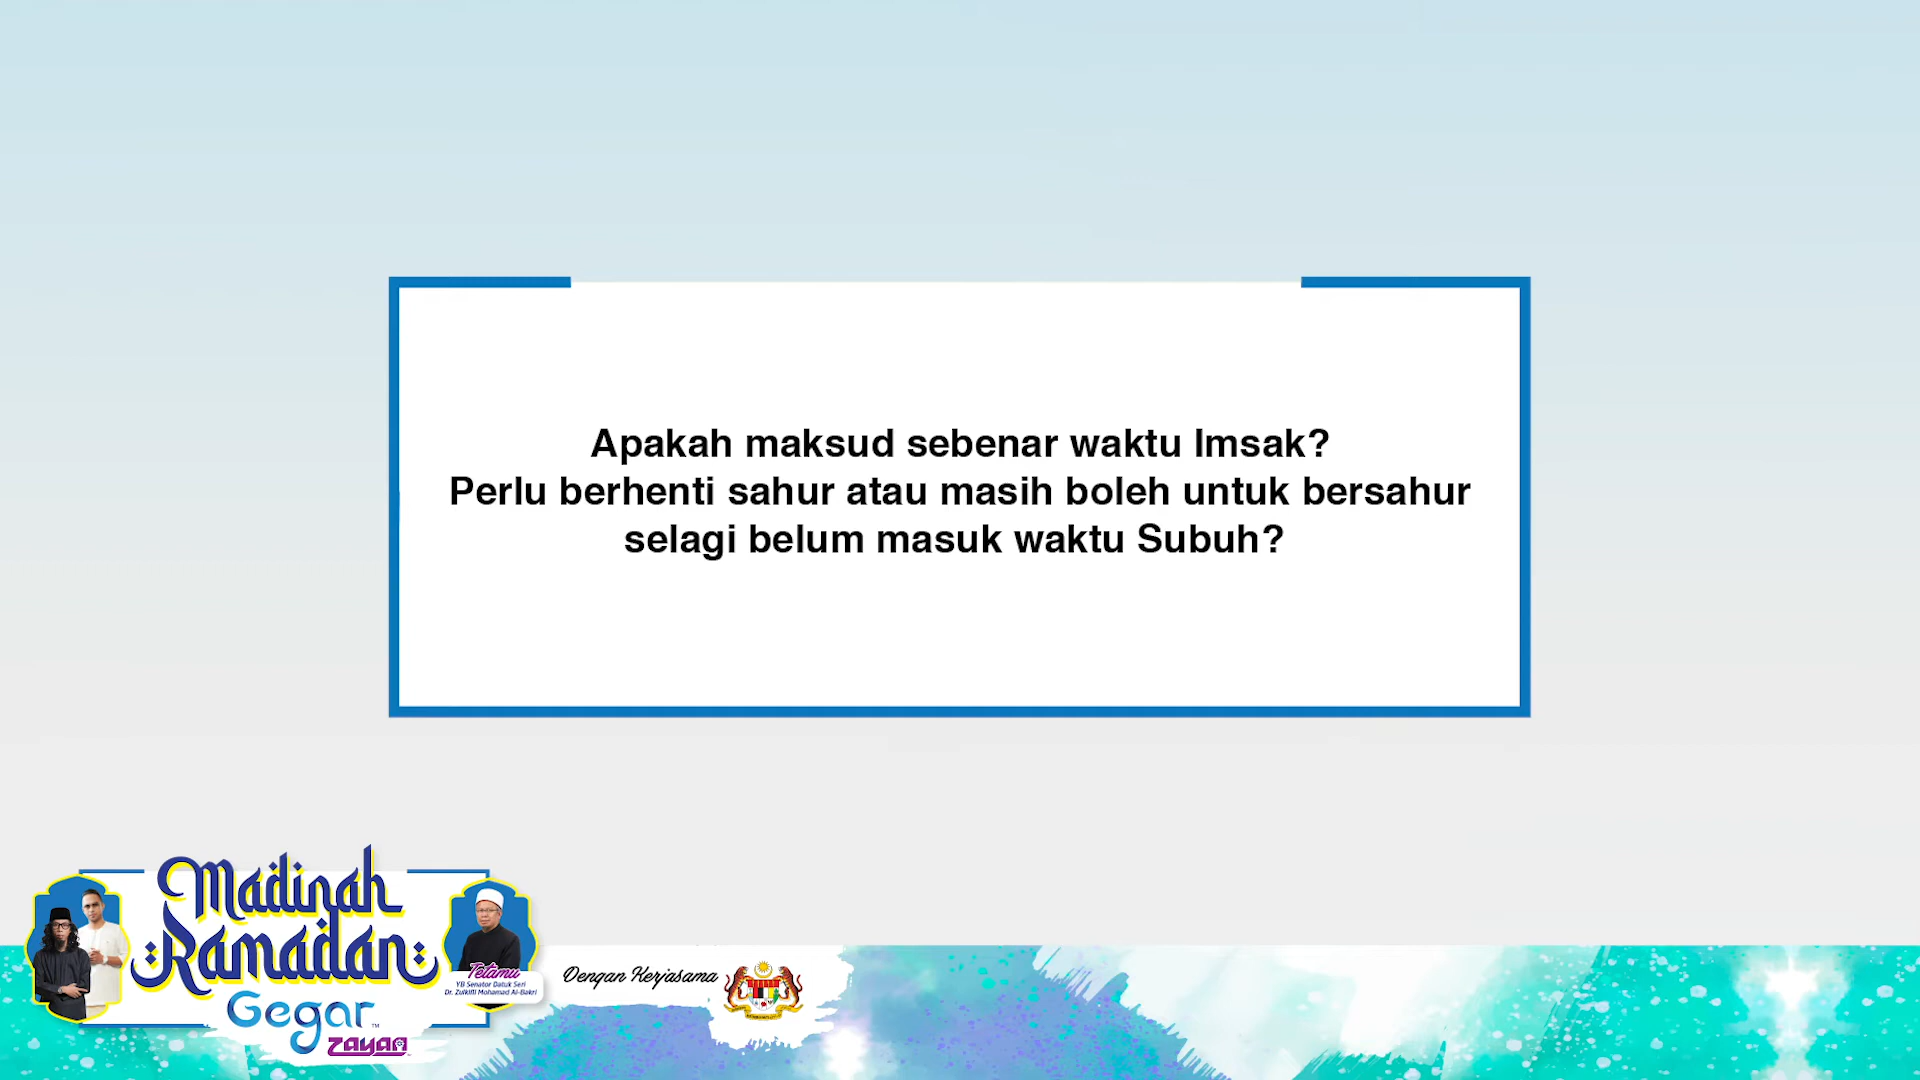 Apakah maksud sebenar waktu Imsak?
Perlu berhenti sahur atau masih boleh untuk bersahur
selagi belum masuk waktu Subuh?
Madinah
Ramadan
Gegar
zayan
Tetamu
YB Senator Datuk Seri
Dr. Zulkifli Mohamad Al-Bakri
Dengan Kerjasama